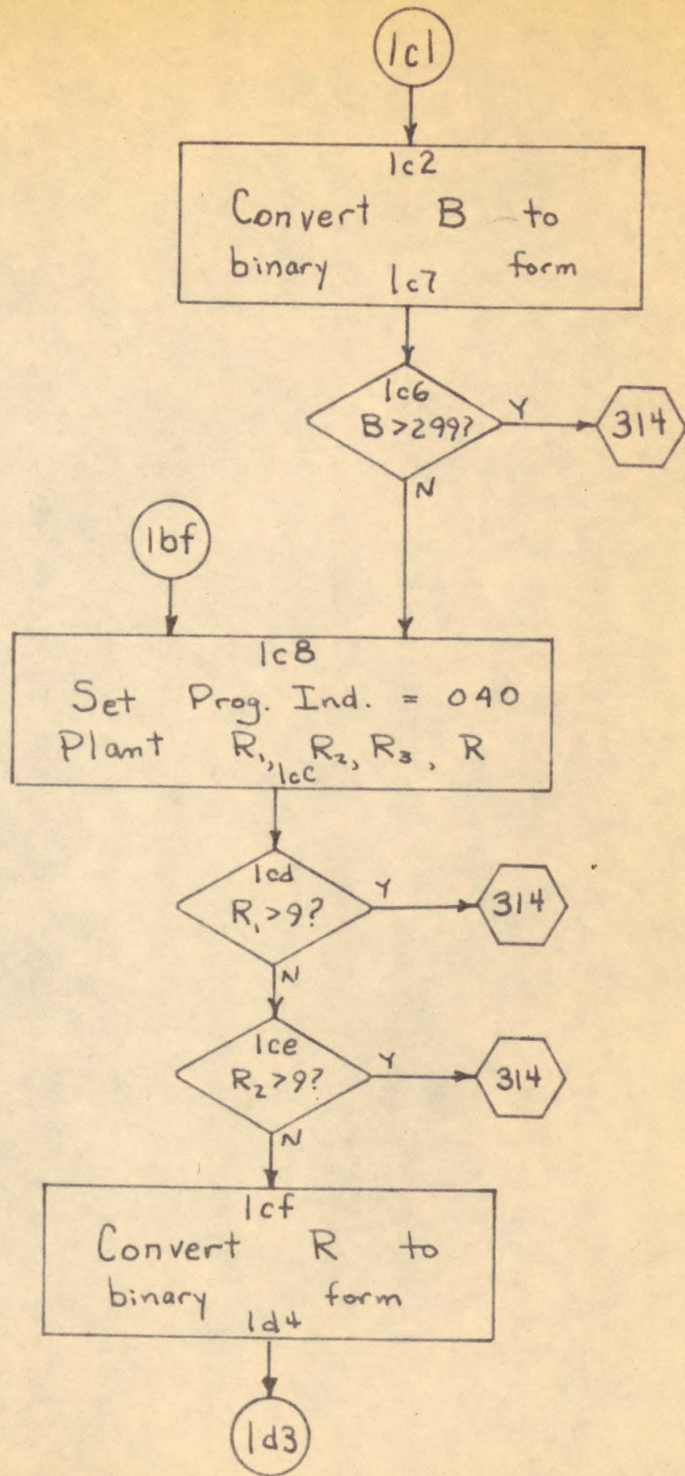 1c1
1c2
Convert B to
binary form
1c7
1c6
B>299?
Y
314
N
1bf
1c8
Set Prog. Ind. = 040
Plant R₁, R₂, R₃, R
1cc
1cd
R₁>9?
Y
314
N
1ce
R₂>9?
Y
314
N
1cf
Convert R to
binary form
1d4
1d3